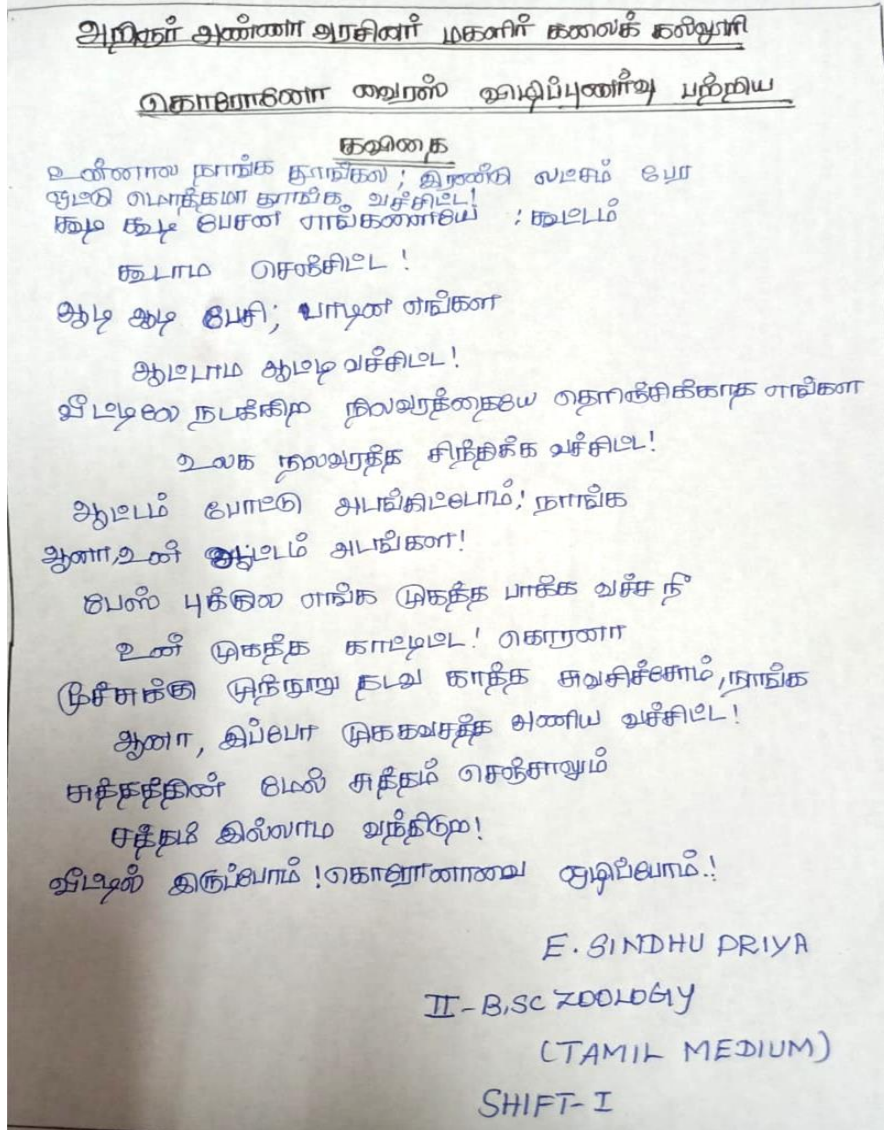 அறிஞர் அண்ணா அரசினர் மகளிர் கலைக் கல்லூரி
கொரோனோ வைரஸ் விழிப்புணர்வு பற்றிய
கவிதை
உன்னால நாங்க தூங்கல; இரண்டு லட்சம் பேர
ஒட்டு மொத்தமா தூங்க வச்சிட்ட!
கூடி கூடி பேசன எங்களையே ; கூட்டம்
கூடாம செஞ்சிட்ட !
ஆடி ஆடி பேசி; பாடின எங்கள
ஆட்டாம ஆட்டி வச்சிட்ட!
வீட்டிலே நடக்கிற நிலவரத்தையே தெரிஞ்சிக்காத எங்கள
உலக நிலவரத்த சிந்திக்க வச்சிட்ட!
ஆட்டம் போட்டு அடங்கிட்டோம்! நாங்க
ஆனா,உன் ஆட்டம் அடங்கள!
பேஸ் புக்குல எங்க முகத்த பாக்க வச்ச நீ
உன் முகத்த காட்டிட்ட! கொரனா
மூச்சுக்கு முந்நூறு தடவ காத்த சுவசிச்சோம்,நாங்க
ஆனா, இப்போ முககவசத்த அணிய வச்சிட்ட!
சுத்தத்தின் மேல் சுத்தம் செஞ்சாலும்
சத்தம் இல்லாம வந்திடுற!
வீட்டில் இருப்போம் !கொரோனாவை ஒழிப்போம்.!
E. SINDHU PRIYA
II-B.SC ZOOLOGY
(TAMIL MEDIUM)
SHIFT-I